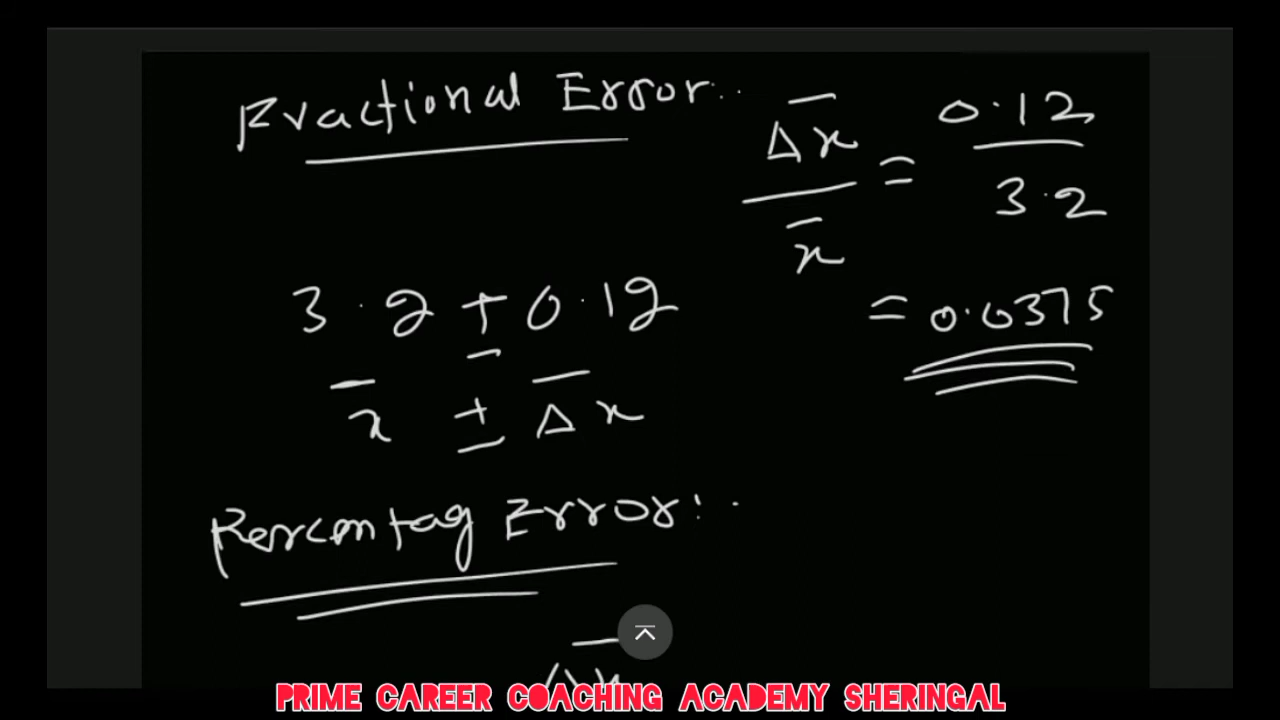 Fractional Error..
Δx̄ / x̄ = 0.12 / 3.2
= 0.0375
3.2 ± 0.12
x̄ ± Δx̄
Percentag Error:.
Δx
PRIME CAREER COACHING ACADEMY SHERINGAL